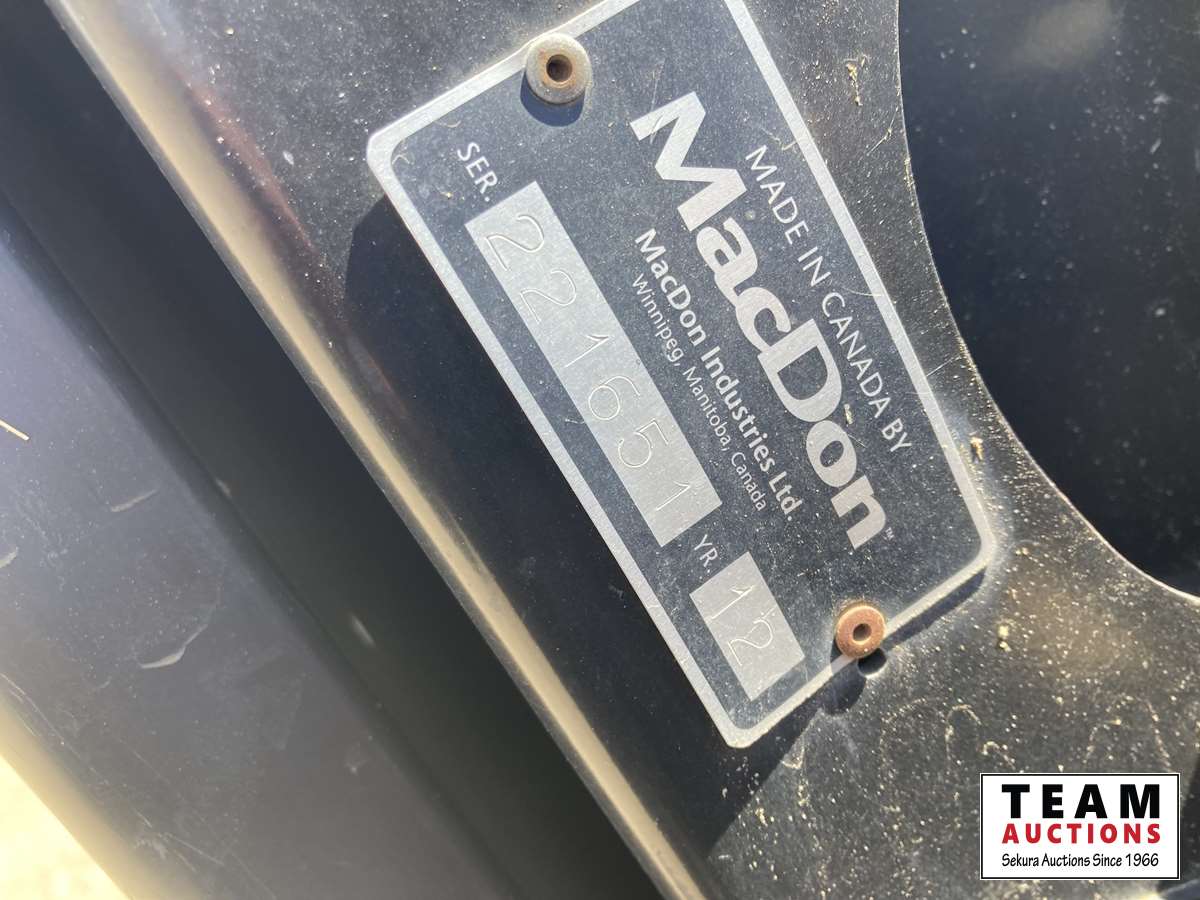 MADE IN CANADA BY
MacDon™
MacDon Industries Ltd.
Winnipeg, Manitoba, Canada
SER. 221651 YR. 12
TEAM
AUCTIONS
Sekura Auctions Since 1966